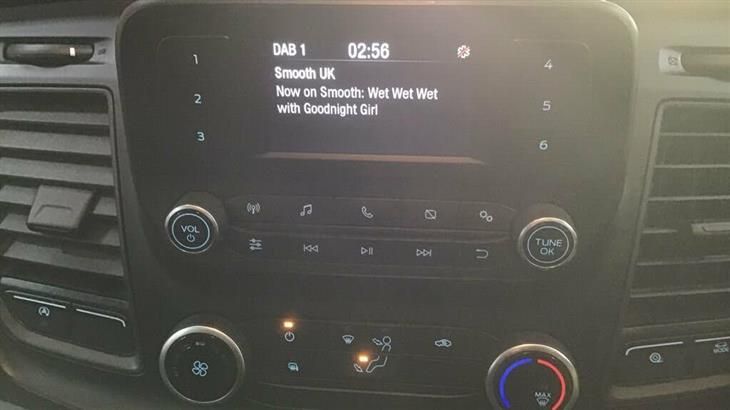 DAB 1 02:56
Smooth UK
Now on Smooth: Wet Wet Wet
with Goodnight Girl
1
2
3
4
5
6
VOL
TUNE
OK
A
MAX
MODE